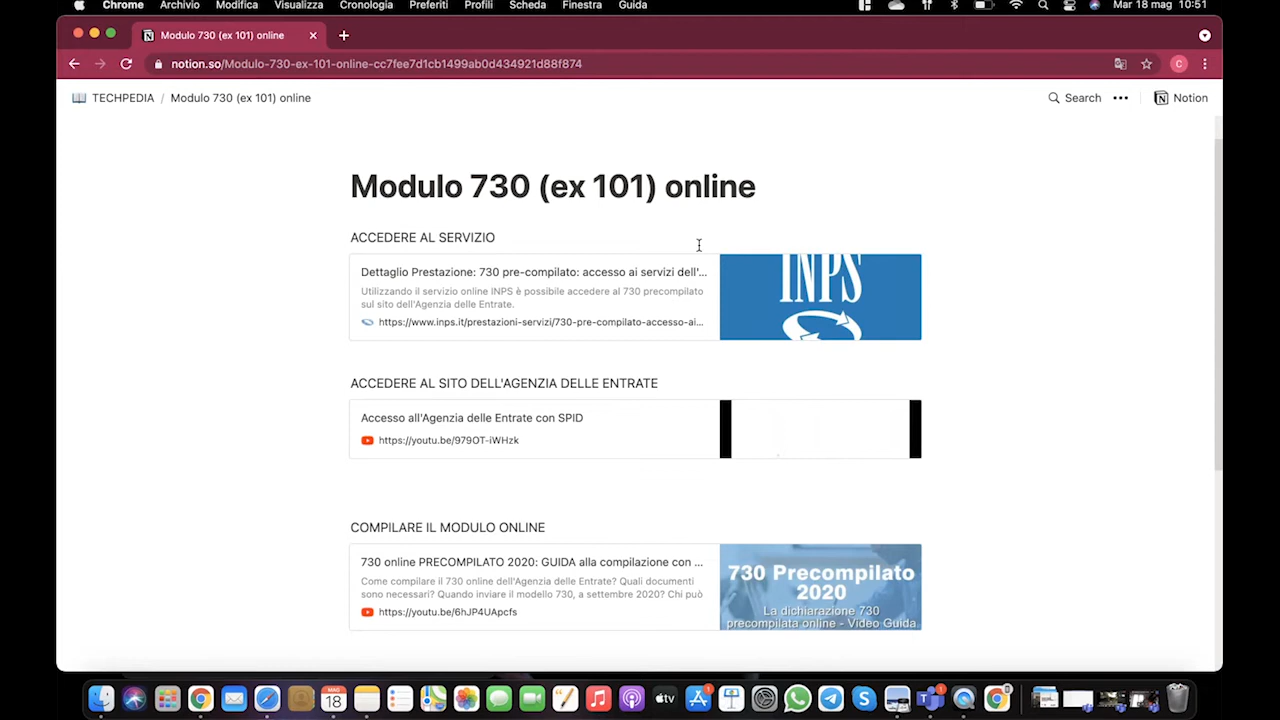 Chrome Archivio Modifica Visualizza Cronologia Preferiti Profili Scheda Finestra Guida Mar 18 mag 10:51
Modulo 730 (ex 101) online
notion.so/Modulo-730-ex-101-online-cc7fee7d1cb1499ab0d434921d88f874 C
TECHPEDIA / Modulo 730 (ex 101) online Search Notion
Modulo 730 (ex 101) online
ACCEDERE AL SERVIZIO
Dettaglio Prestazione: 730 pre-compilato: accesso ai servizi dell'...
Utilizzando il servizio online INPS è possibile accedere al 730 precompilato
sul sito dell'Agenzia delle Entrate.
https://www.inps.it/prestazioni-servizi/730-pre-compilato-accesso-ai...
INPS
ACCEDERE AL SITO DELL'AGENZIA DELLE ENTRATE
Accesso all'Agenzia delle Entrate con SPID
https://youtu.be/979OT-iWHzk
COMPILARE IL MODULO ONLINE
730 online PRECOMPILATO 2020: GUIDA alla compilazione con ...
Come compilare il 730 online dell'Agenzia delle Entrate? Quali documenti
sono necessari? Quando inviare il modello 730, a settembre 2020? Chi può
https://youtu.be/6hJP4UApcfs
730 Precompilato
2020
La dichiarazione 730
precompilata online - Video Guida
MAG
18
tv
1
1